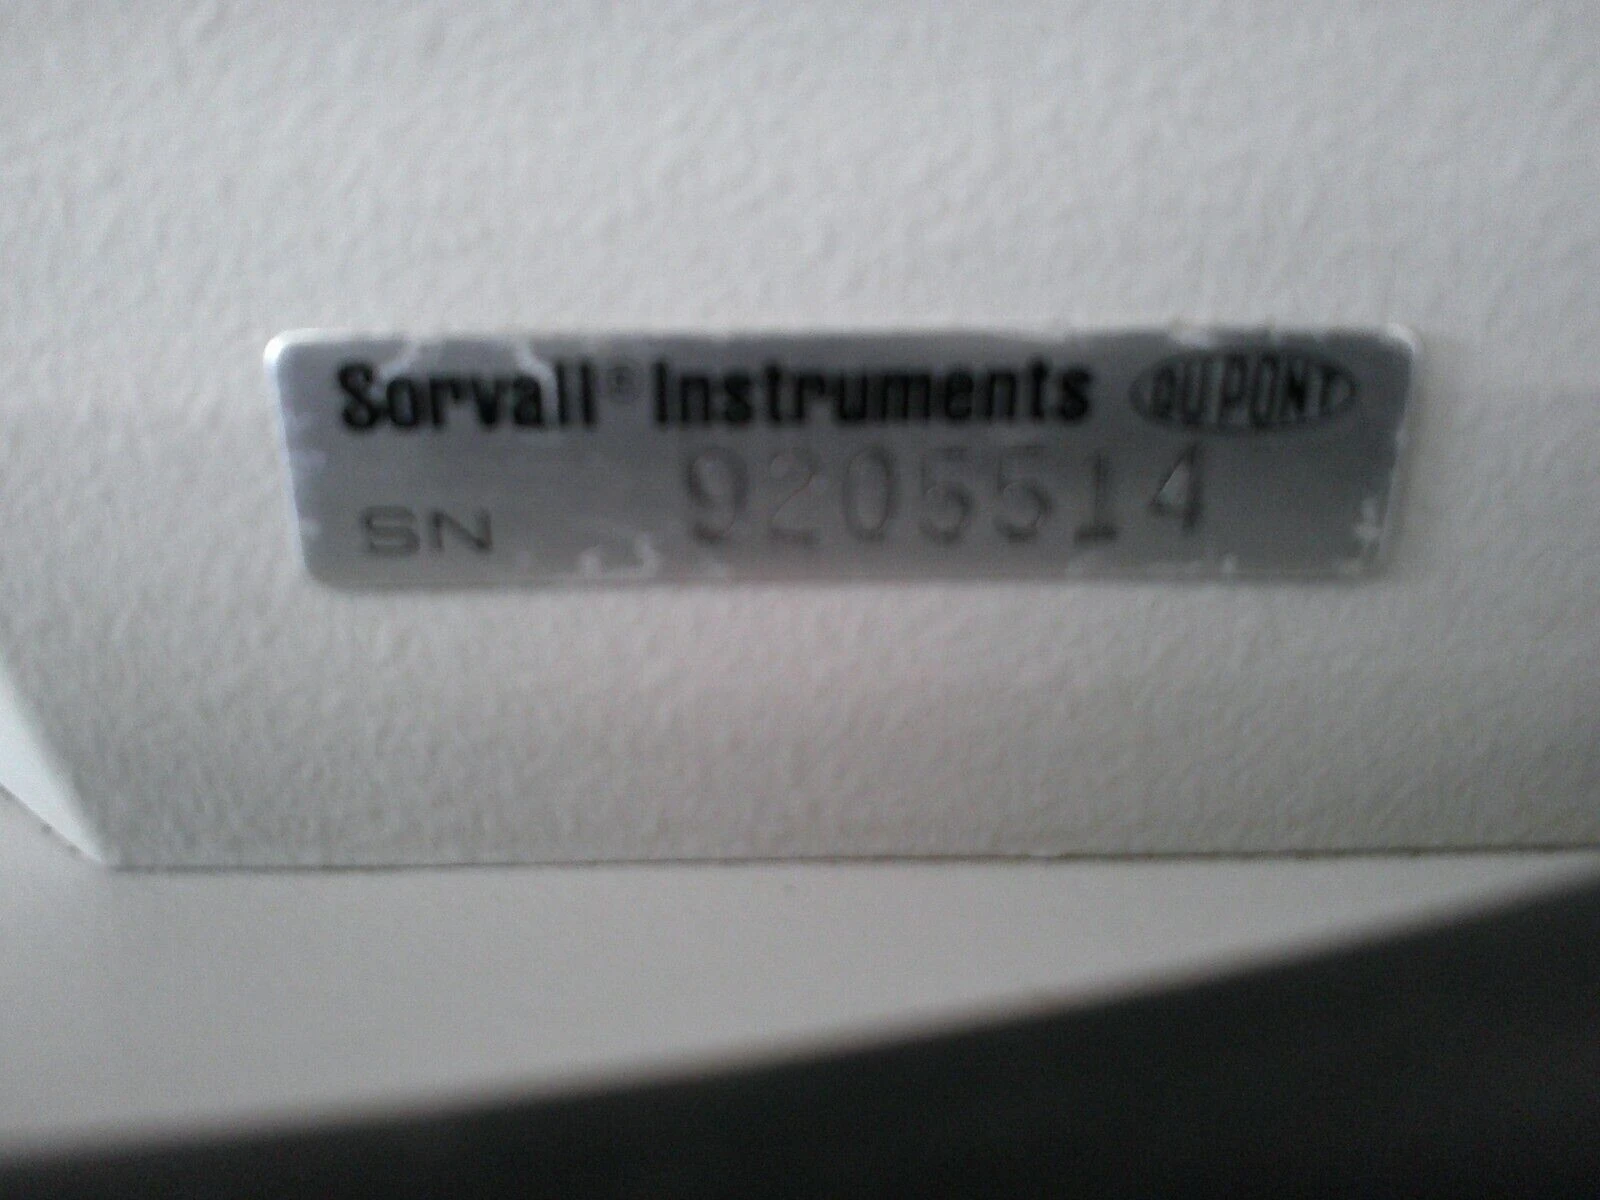 Sorvall® Instruments DUPONT
SN 9205514